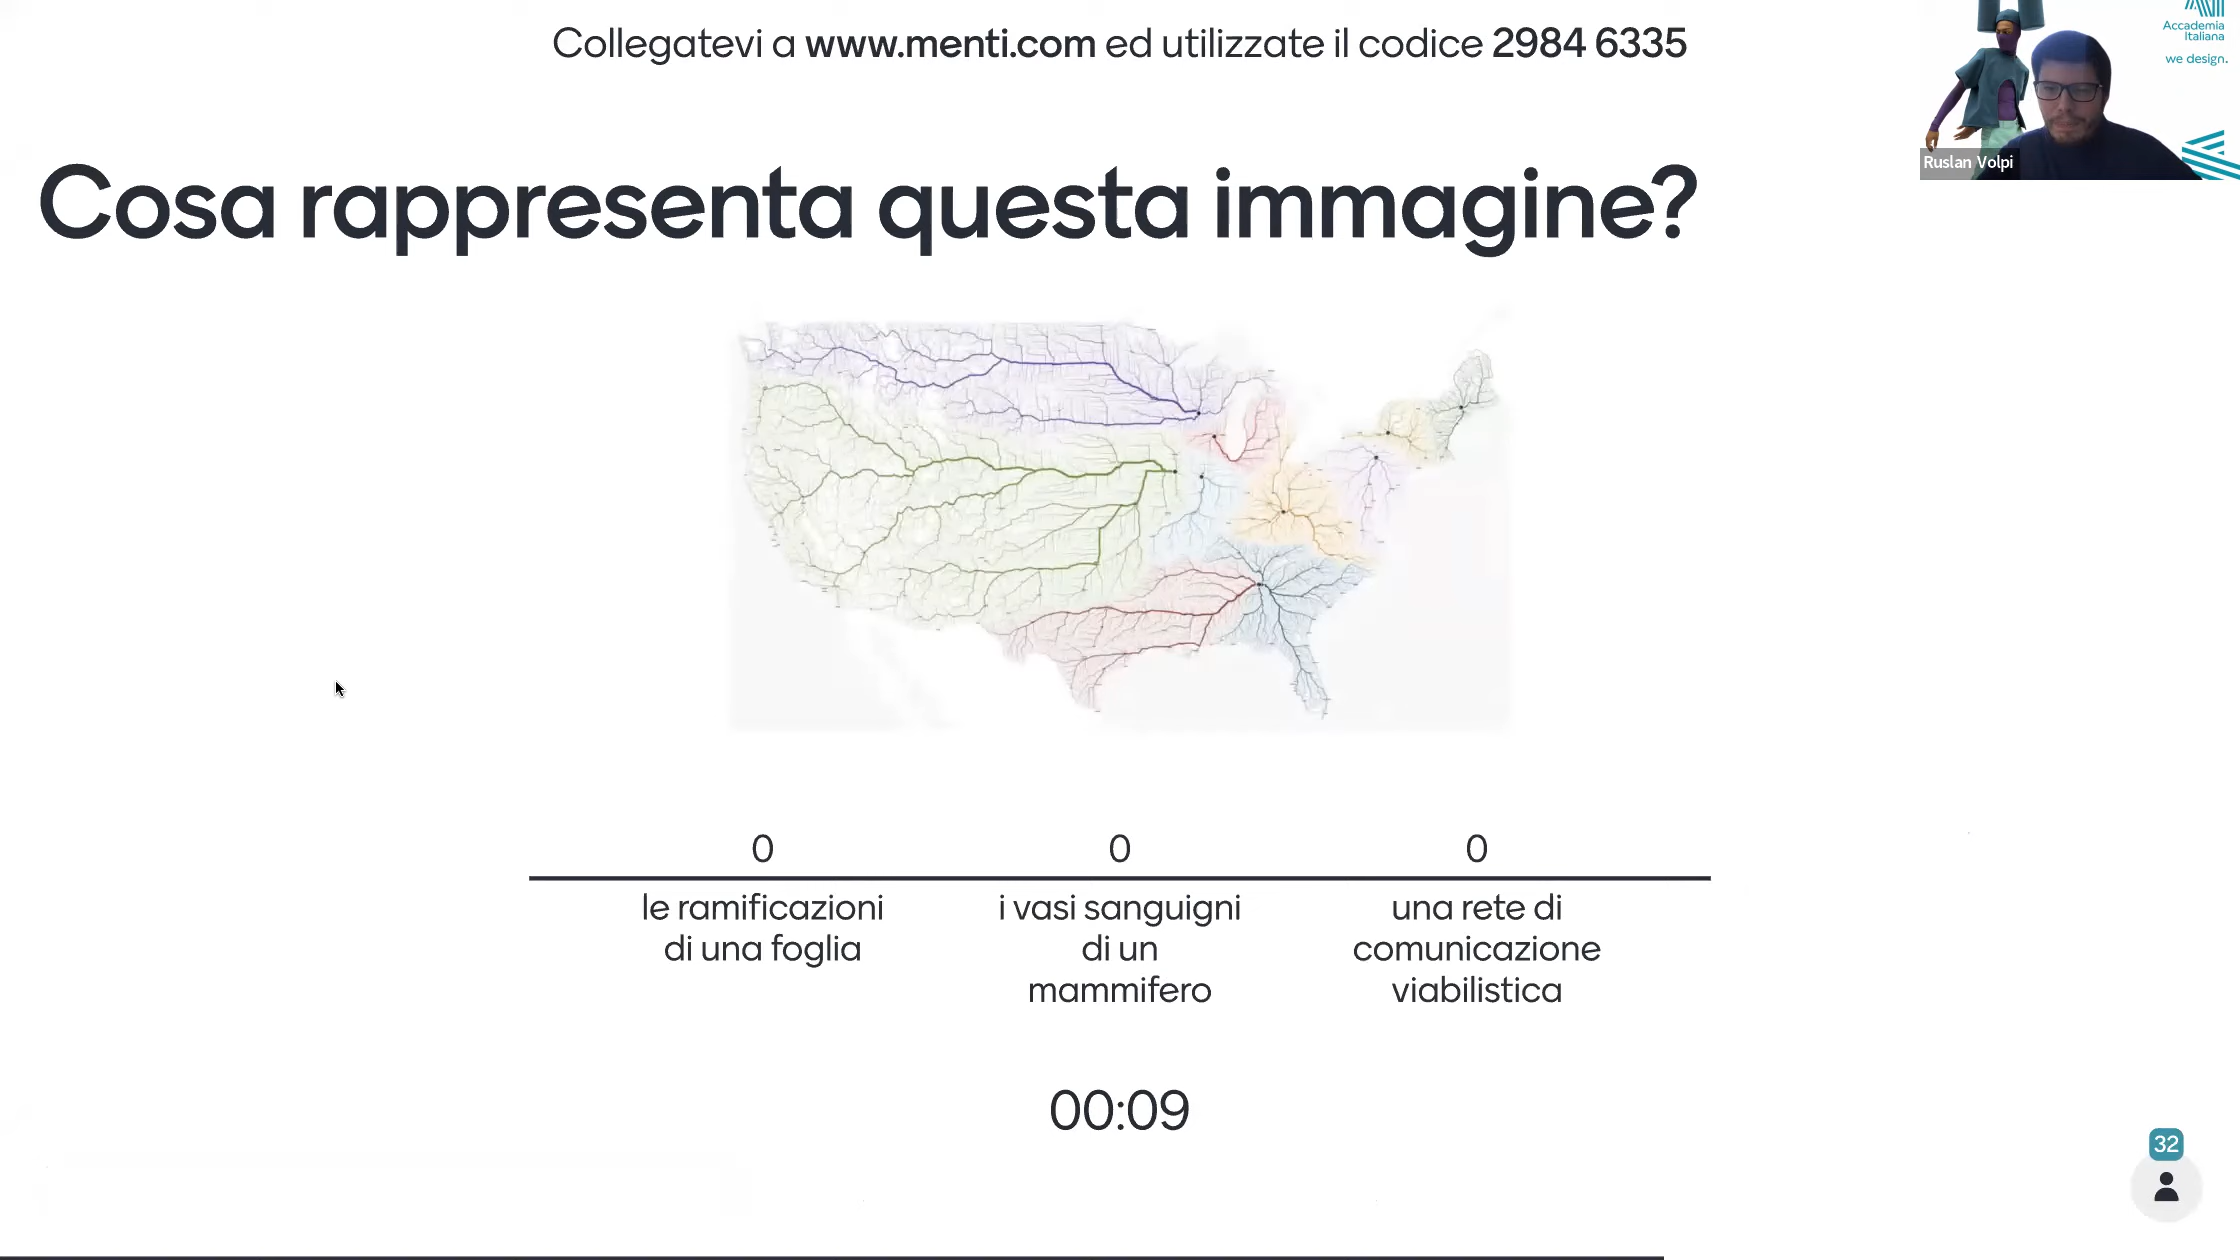 Collegatevi a www.menti.com ed utilizzate il codice 2984 6335
Accademia
Italiana
we design.
Ruslan Volpi
Cosa rappresenta questa immagine?
0
0
0
le ramificazioni
di una foglia
i vasi sanguigni
di un
mammifero
una rete di
comunicazione
viabilistica
00:09
32